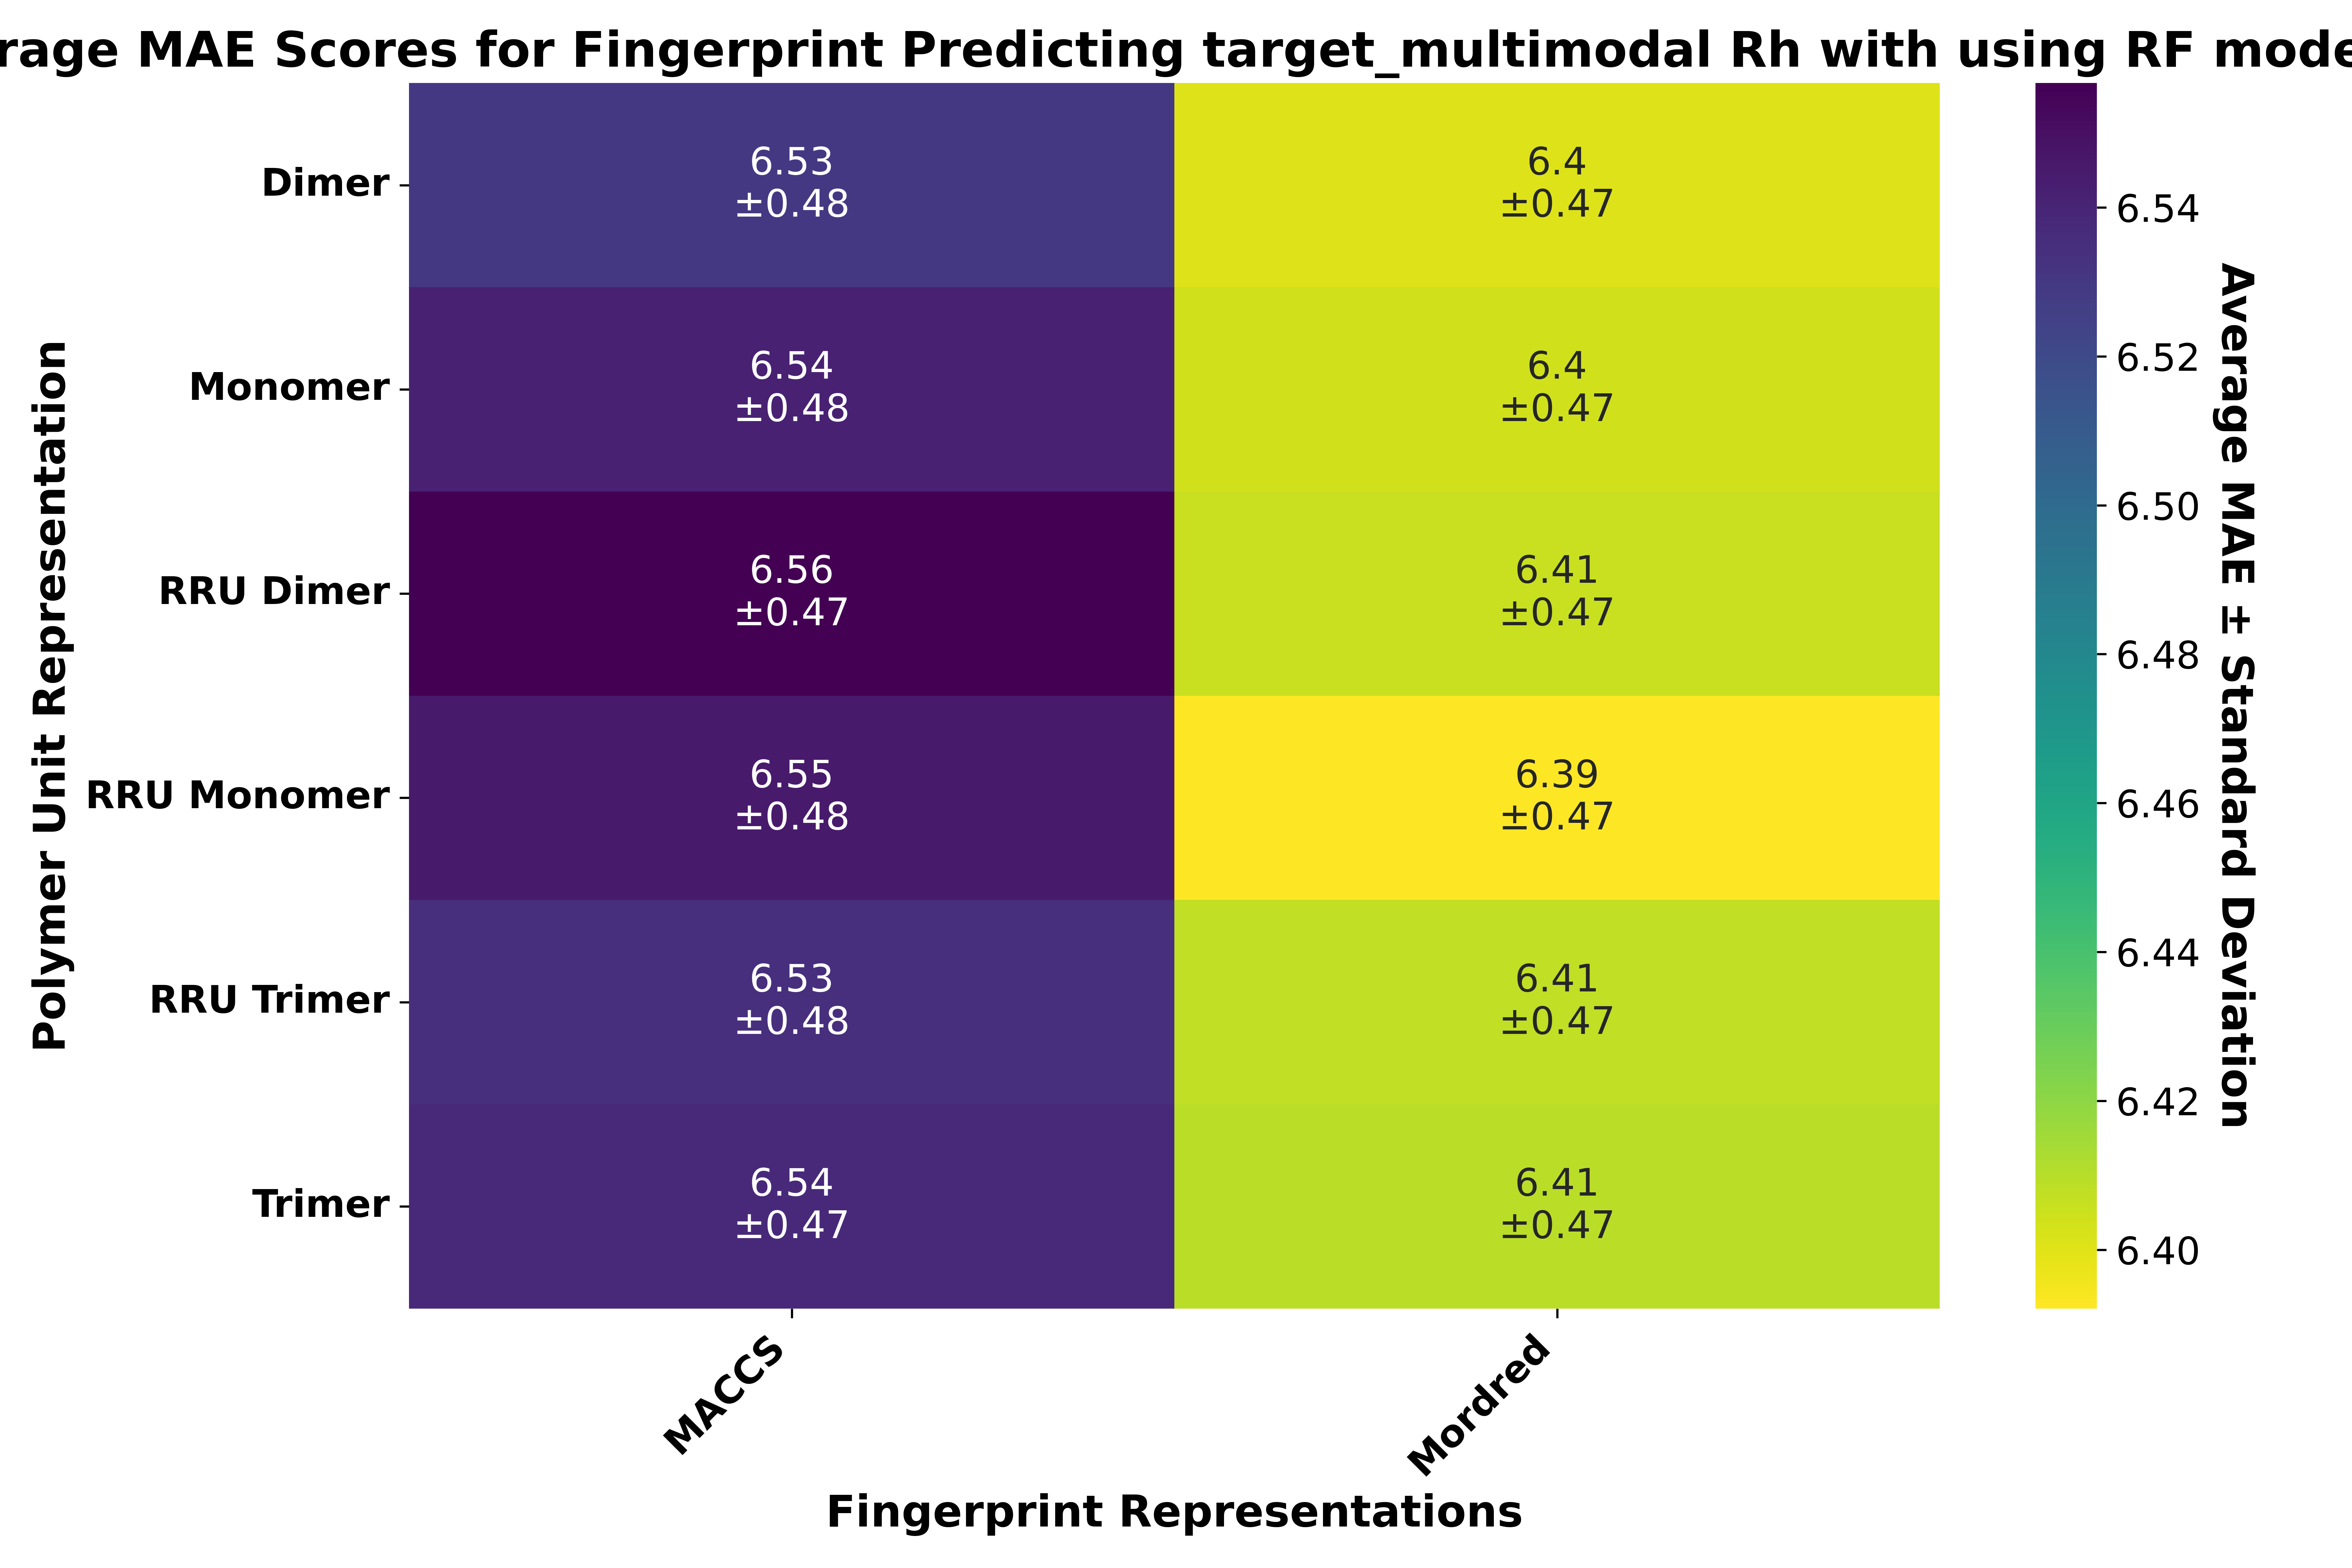 rage MAE Scores for Fingerprint Predicting target_multimodal Rh with using RF mode
Polymer Unit Representation
Dimer
6.53
±0.48
6.4
±0.47
Monomer
6.54
±0.48
6.4
±0.47
RRU Dimer
6.56
±0.47
6.41
±0.47
RRU Monomer
6.55
±0.48
6.39
±0.47
RRU Trimer
6.53
±0.48
6.41
±0.47
Trimer
6.54
±0.47
6.41
±0.47
MACCS
Mordred
Fingerprint Representations
6.54
6.52
6.50
6.48
6.46
6.44
6.42
6.40
Average MAE ± Standard Deviation